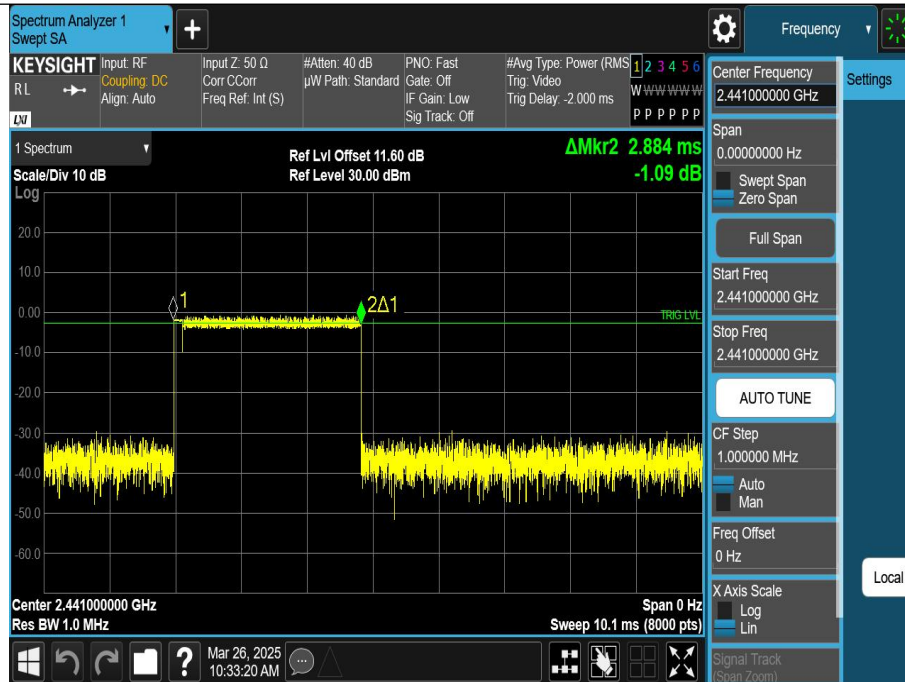 Spectrum Analyzer 1
Swept SA
Frequency
KEYSIGHT
RL
LXI
Input: RF
Coupling: DC
Align: Auto
Input Z: 50 Ω
Corr CCorr
Freq Ref: Int (S)
#Atten: 40 dB
µW Path: Standard
PNO: Fast
Gate: Off
IF Gain: Low
Sig Track: Off
#Avg Type: Power (RMS
Trig: Video
Trig Delay: -2.000 ms
1 2 3 4 5 6
W W W W W W
P P P P P P
1 Spectrum
Scale/Div 10 dB
Log
Ref Lvl Offset 11.60 dB
Ref Level 30.00 dBm
ΔMkr2 2.884 ms
-1.09 dB
20.0
10.0
0.00
-10.0
-20.0
-30.0
-40.0
-50.0
-60.0
1
2Δ1
TRIG LVL
Center 2.441000000 GHz
Res BW 1.0 MHz
Span 0 Hz
Sweep 10.1 ms (8000 pts)
Center Frequency
2.441000000 GHz
Span
0.00000000 Hz
Swept Span
Zero Span
Full Span
Start Freq
2.441000000 GHz
Stop Freq
2.441000000 GHz
AUTO TUNE
CF Step
1.000000 MHz
Auto
Man
Freq Offset
0 Hz
X Axis Scale
Log
Lin
Signal Track
(Span Zoom)
Settings
Local
?
Mar 26, 2025
10:33:20 AM